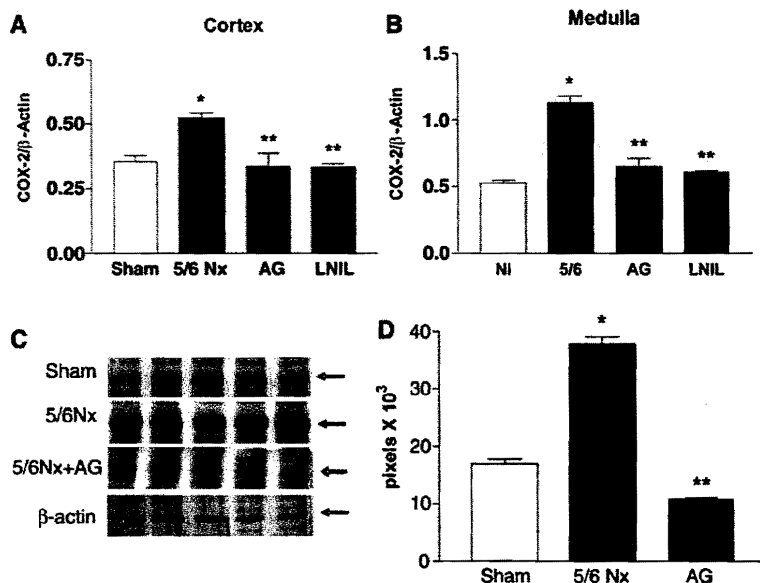 A
Cortex
COX-2/β-Actin
0.75
0.50
0.25
0.00
*
**
**
Sham 5/6 Nx AG LNIL
B
Medulla
COX-2/β-Actin
1.5
1.0
0.5
0.0
*
**
**
NI 5/6 AG LNIL
C
Sham
5/6Nx
5/6Nx+AG
β-actin
D
pixels X 10³
40
30
20
10
0
*
**
Sham 5/6 Nx AG